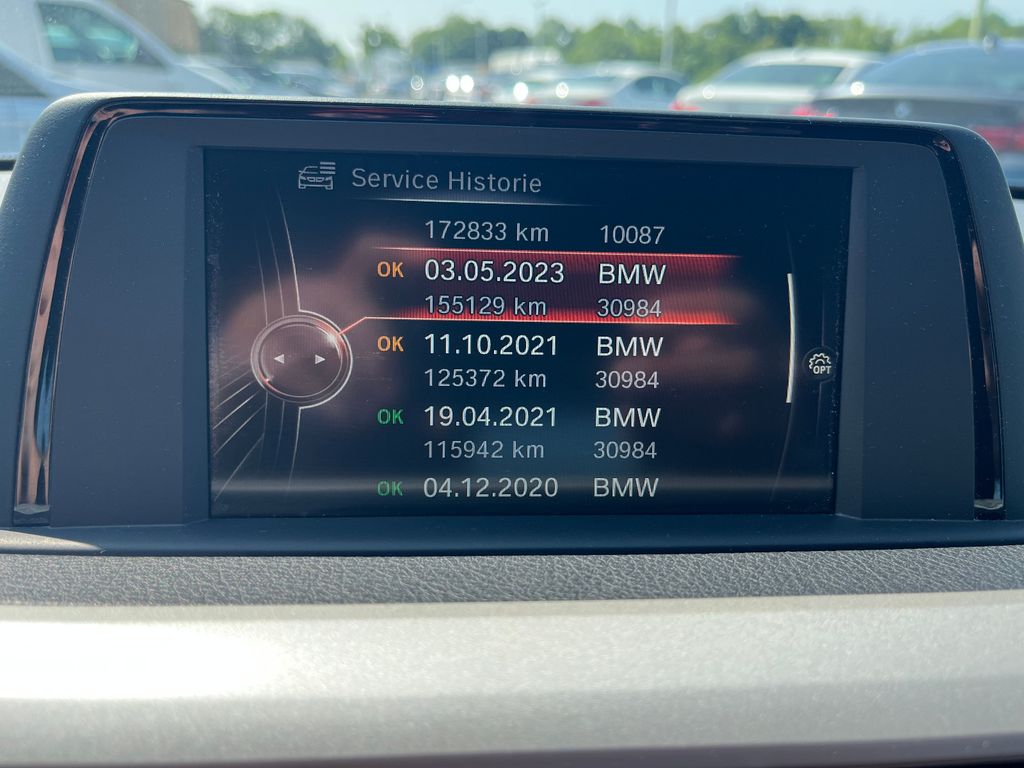 Service Historie
172833 km 10087
OK 03.05.2023 BMW
155129 km 30984
OK 11.10.2021 BMW
125372 km 30984
OK 19.04.2021 BMW
115942 km 30984
OK 04.12.2020 BMW
OPT